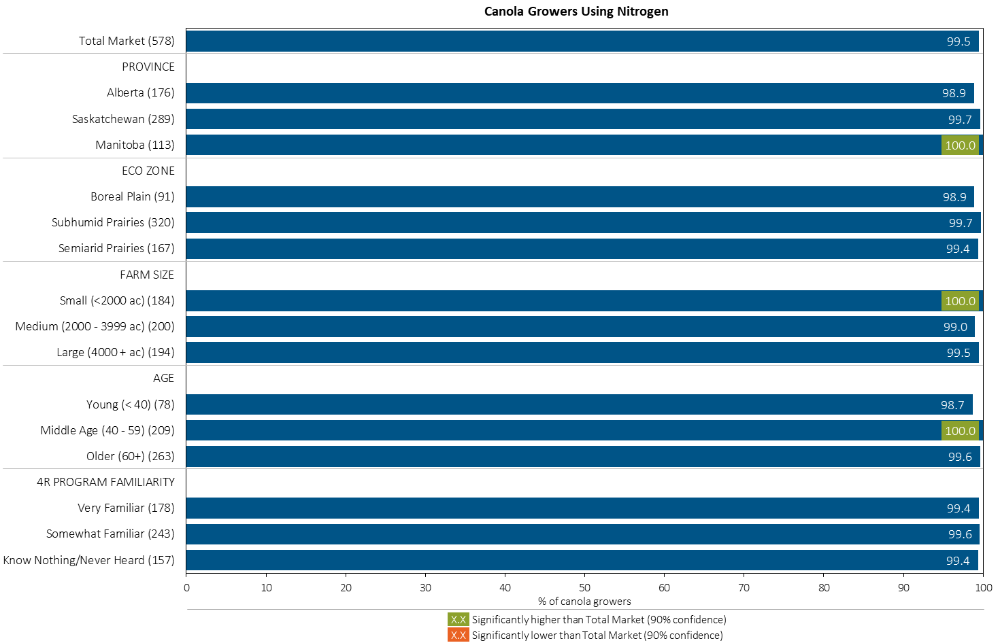 Canola Growers Using Nitrogen
Total Market (578) 99.5
PROVINCE
Alberta (176) 98.9
Saskatchewan (289) 99.7
Manitoba (113) 100.0
ECO ZONE
Boreal Plain (91) 98.9
Subhumid Prairies (320) 99.7
Semiarid Prairies (167) 99.4
FARM SIZE
Small (<2000 ac) (184) 100.0
Medium (2000 - 3999 ac) (200) 99.0
Large (4000 + ac) (194) 99.5
AGE
Young (< 40) (78) 98.7
Middle Age (40 - 59) (209) 100.0
Older (60+) (263) 99.6
4R PROGRAM FAMILIARITY
Very Familiar (178) 99.4
Somewhat Familiar (243) 99.6
Know Nothing/Never Heard (157) 99.4
0 10 20 30 40 50 60 70 80 90 100
% of canola growers
X.X Significantly higher than Total Market (90% confidence)
X.X Significantly lower than Total Market (90% confidence)